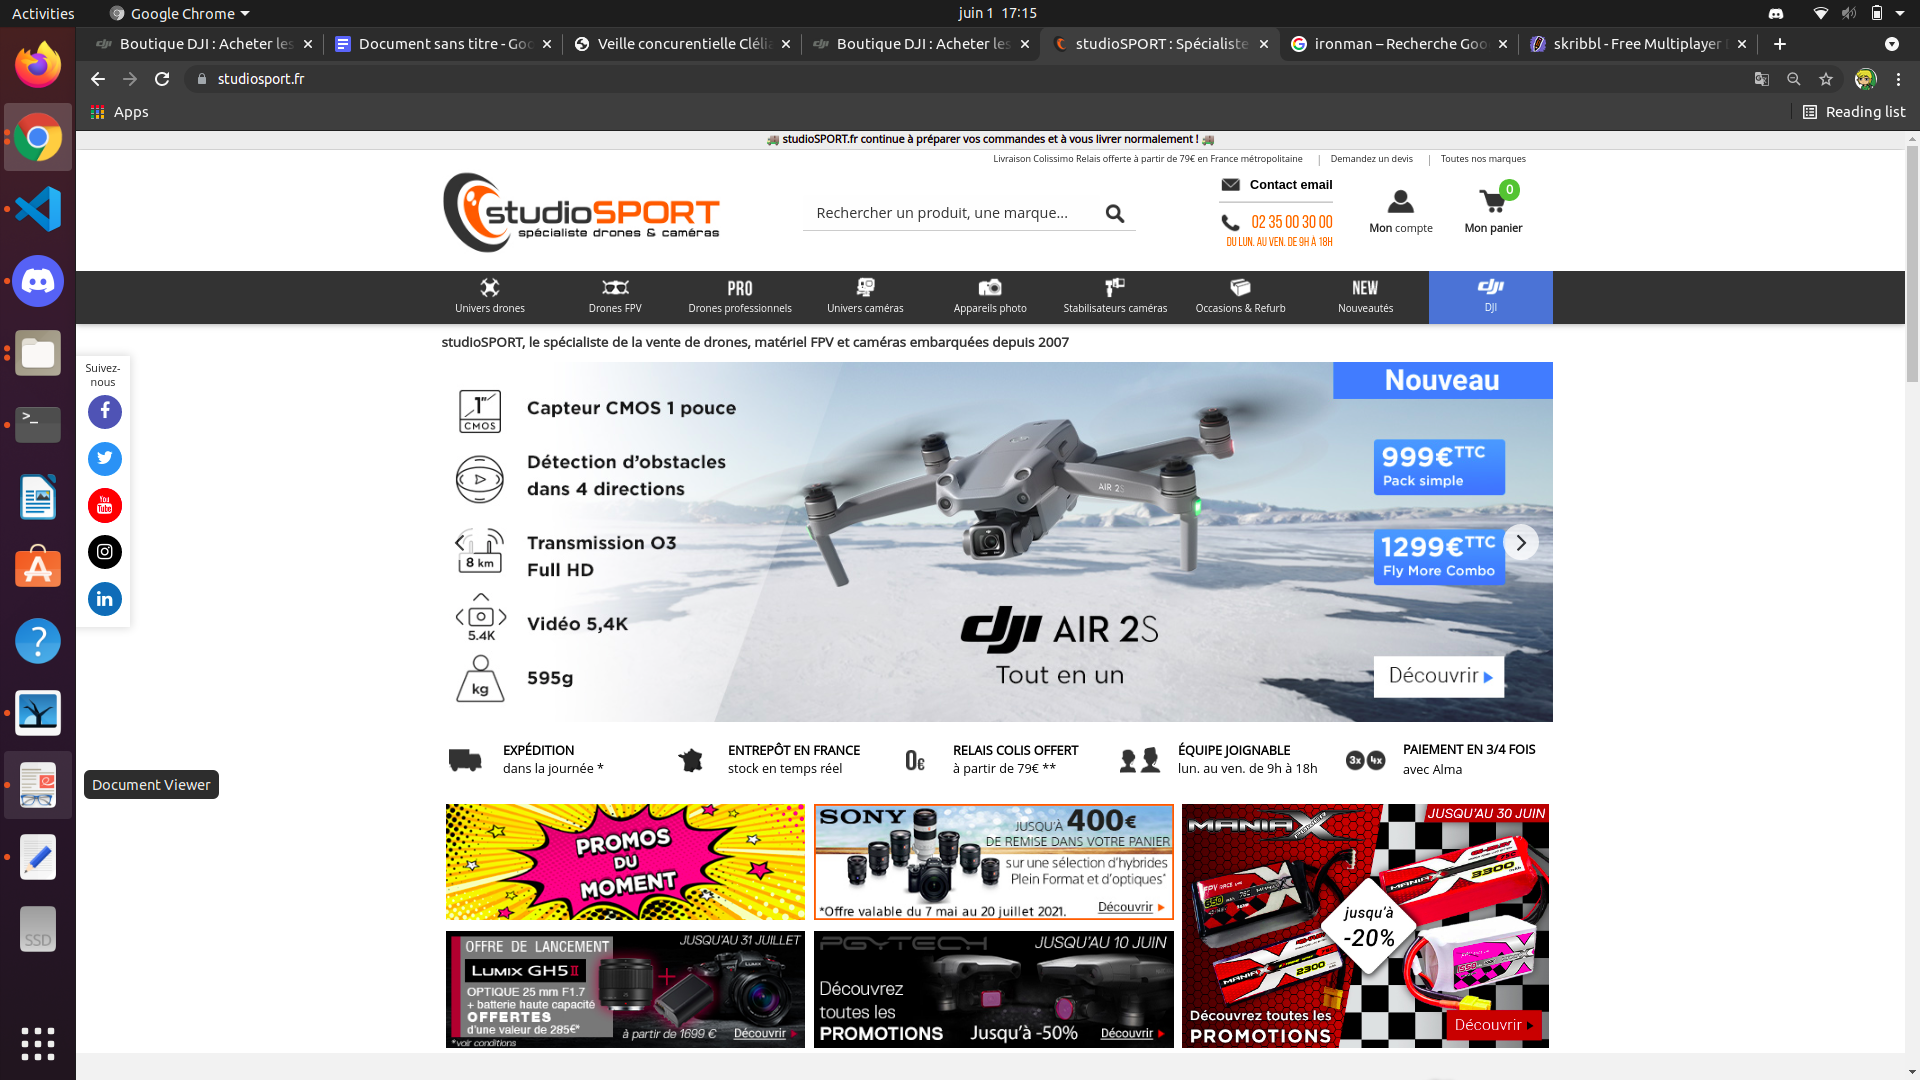 Activities
Google Chrome
juin 1 17:15
Boutique DJI : Acheter les
Document sans titre - Goo
Veille concurentielle Clélia
Boutique DJI : Acheter les
studioSPORT : Spécialiste
ironman – Recherche Goo
skribbl - Free Multiplayer
studiosport.fr
Apps
Reading list
studioSPORT.fr continue à préparer vos commandes et à vous livrer normalement !
Livraison Colissimo Relais offerte à partir de 79€ en France métropolitaine | Demandez un devis | Toutes nos marques
studioSPORT
spécialiste drones & caméras
Rechercher un produit, une marque...
Contact email
02 35 00 30 00
DU LUN. AU VEN. DE 9H À 18H
Mon compte
0
Mon panier
Univers drones
Drones FPV
PRO
Drones professionnels
Univers caméras
Appareils photo
Stabilisateurs caméras
Occasions & Refurb
NEW
Nouveautés
dji
DJI
studioSPORT, le spécialiste de la vente de drones, matériel FPV et caméras embarquées depuis 2007
Suivez-
nous
You
Tube
1"
CMOS
Capteur CMOS 1 pouce
Détection d'obstacles
dans 4 directions
8 km
Transmission O3
Full HD
5.4K
Vidéo 5,4K
kg
595g
AIR 2S
dji AIR 2S
Tout en un
Nouveau
999€TTC
Pack simple
1299€TTC
Fly More Combo
Découvrir
EXPÉDITION
dans la journée *
ENTREPÔT EN FRANCE
stock en temps réel
0€
RELAIS COLIS OFFERT
à partir de 79€ **
ÉQUIPE JOIGNABLE
lun. au ven. de 9h à 18h
3x 4x
PAIEMENT EN 3/4 FOIS
avec Alma
Document Viewer
SSD
PROMOS
DU
MOMENT
SONY
JUSQU'À 400€
DE REMISE DANS VOTRE PANIER
sur une sélection d'hybrides
Plein Format et d'optiques*
*Offre valable du 7 mai au 20 juillet 2021.
Découvrir
OFFRE DE LANCEMENT
JUSQU'AU 31 JUILLET
LUMIX GH5II
OPTIQUE 25 mm F1.7
+ batterie haute capacité
OFFERTES
d'une valeur de 285€*
*voir conditions
à partir de 1699 €
Découvrir
PGYTECH
JUSQU'AU 10 JUIN
Découvrez
toutes les
PROMOTIONS
Jusqu'à -50%
Découvrir
MANIAX
POWER
JUSQU'AU 30 JUIN
650
MANIAX
3300
MANIAX
2300
1550
jusqu'à
-20%
Découvrez toutes les
PROMOTIONS
Découvrir